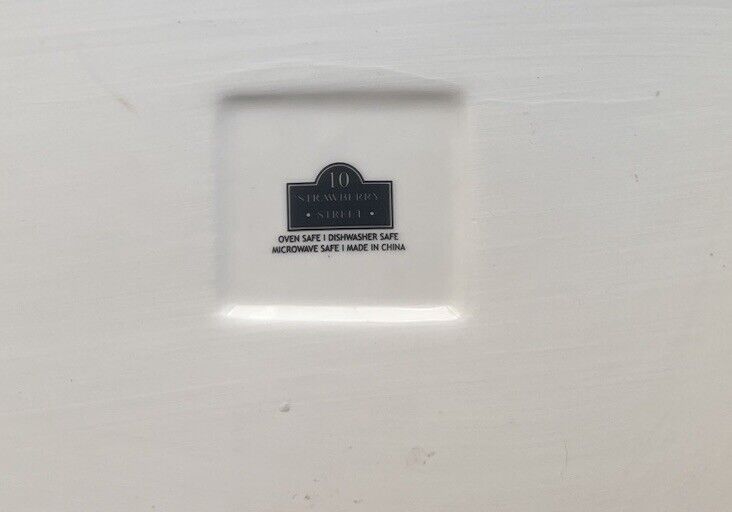 10
STRAWBERRY
• STREET •
OVEN SAFE I DISHWASHER SAFE
MICROWAVE SAFE I MADE IN CHINA